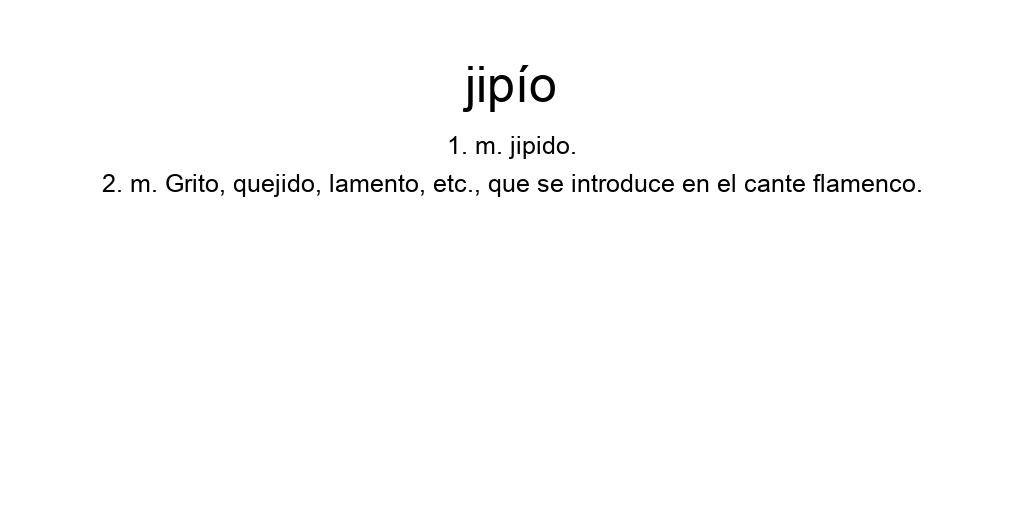 jipío
1. m. jipido.
2. m. Grito, quejido, lamento, etc., que se introduce en el cante flamenco.